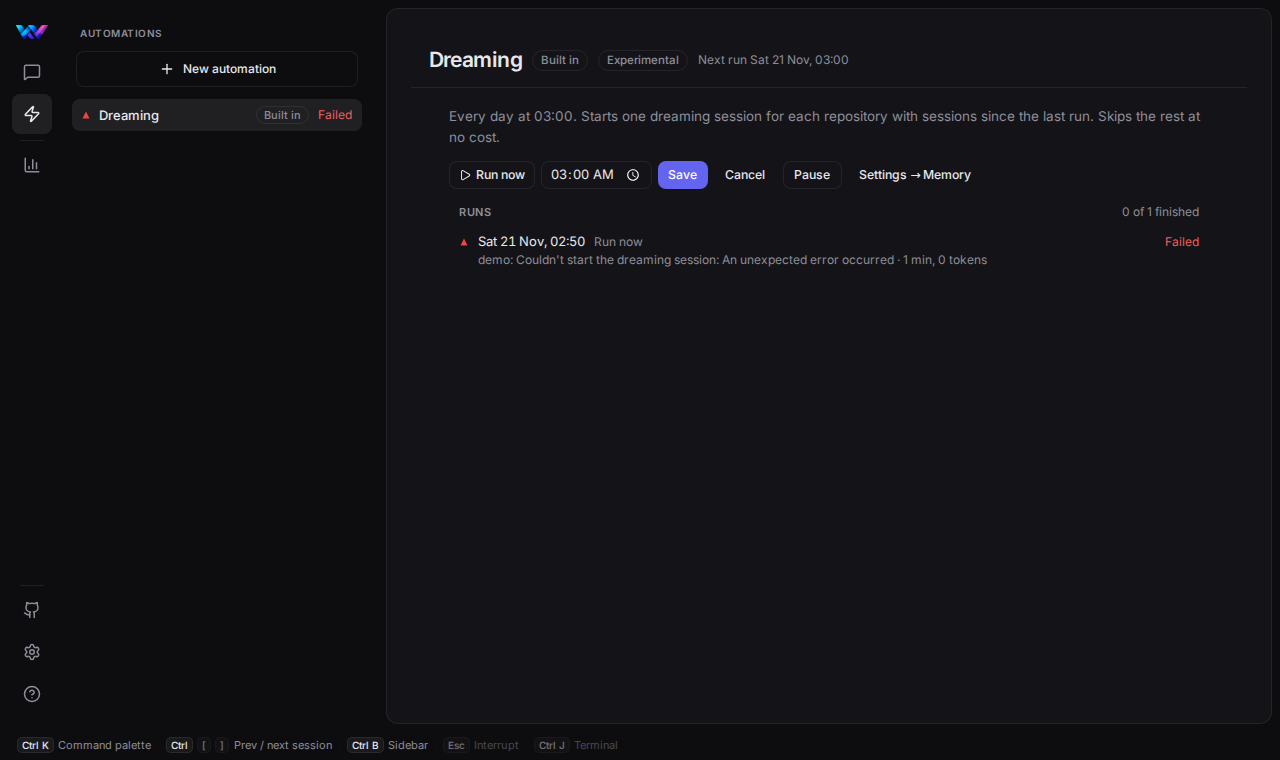 AUTOMATIONS
New automation
Dreaming Built in Failed
Dreaming Built in Experimental Next run Sat 21 Nov, 03:00
Every day at 03:00. Starts one dreaming session for each repository with sessions since the last run. Skips the rest at
no cost.
Run now 03:00 AM Save Cancel Pause Settings → Memory
RUNS 0 of 1 finished
Sat 21 Nov, 02:50 Run now Failed
demo: Couldn't start the dreaming session: An unexpected error occurred · 1 min, 0 tokens
Ctrl K Command palette Ctrl [ ] Prev / next session Ctrl B Sidebar Esc Interrupt Ctrl J Terminal